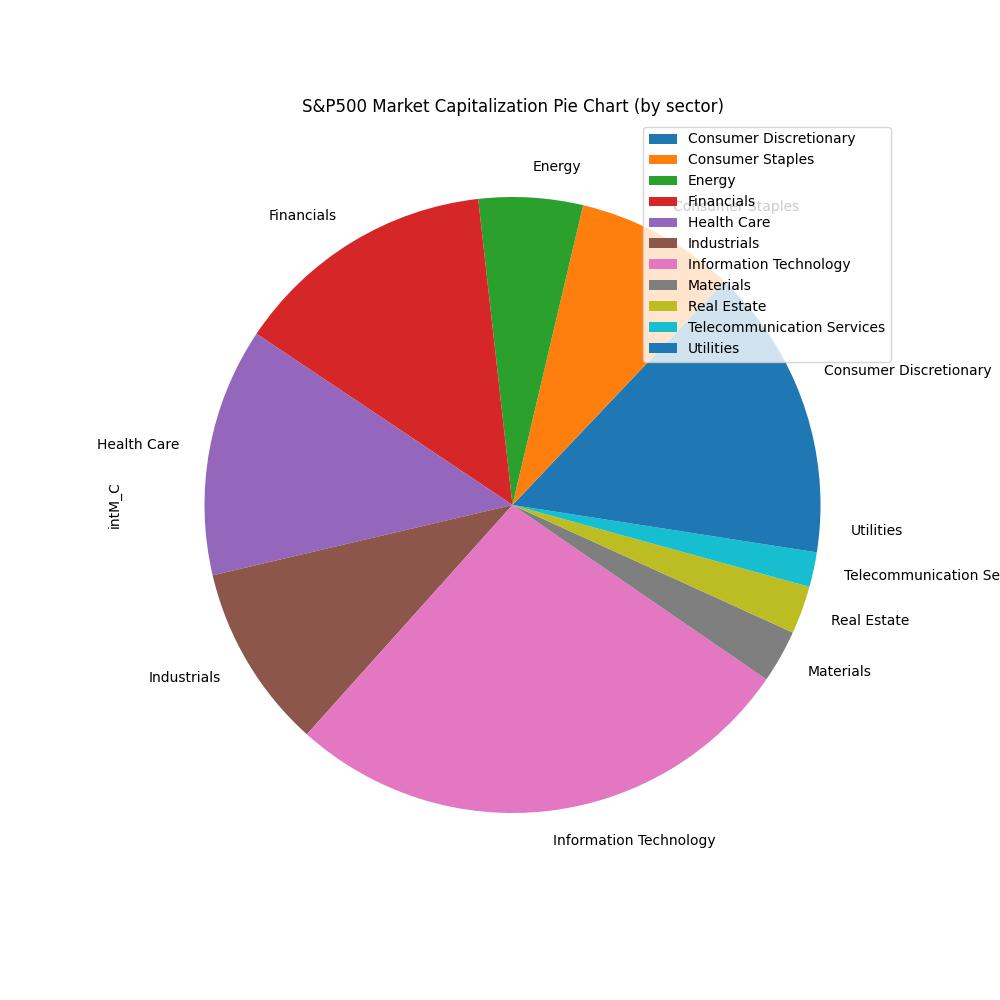 S&P500 Market Capitalization Pie Chart (by sector)
Consumer Discretionary
Consumer Staples
Energy
Financials
Health Care
Industrials
Information Technology
Materials
Real Estate
Telecommunication Services
Utilities
Energy
Consumer Staples
Financials
Consumer Discretionary
Health Care
intM_C
Utilities
Telecommunication Se
Real Estate
Materials
Industrials
Information Technology